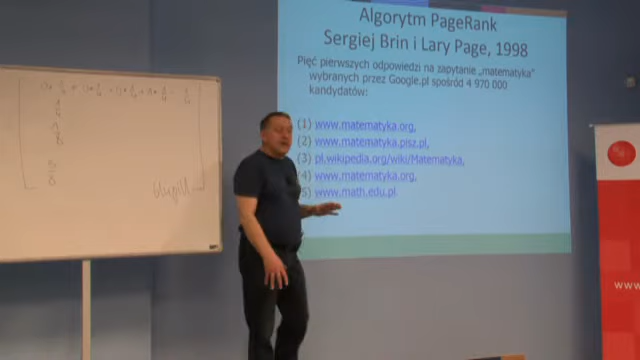 Algorytm PageRank
Sergiej Brin i Lary Page, 1998
Pięć pierwszych odpowiedzi na zapytanie „matematyka”
wybranych przez Google.pl spośród 4 970 000
kandydatów:
(1) www.matematyka.org,
(2) www.matematyka.pisz.pl,
(3) pl.wikipedia.org/wiki/Matematyka,
(4) www.matematyka.org,
5) www.math.edu.pl.
www.